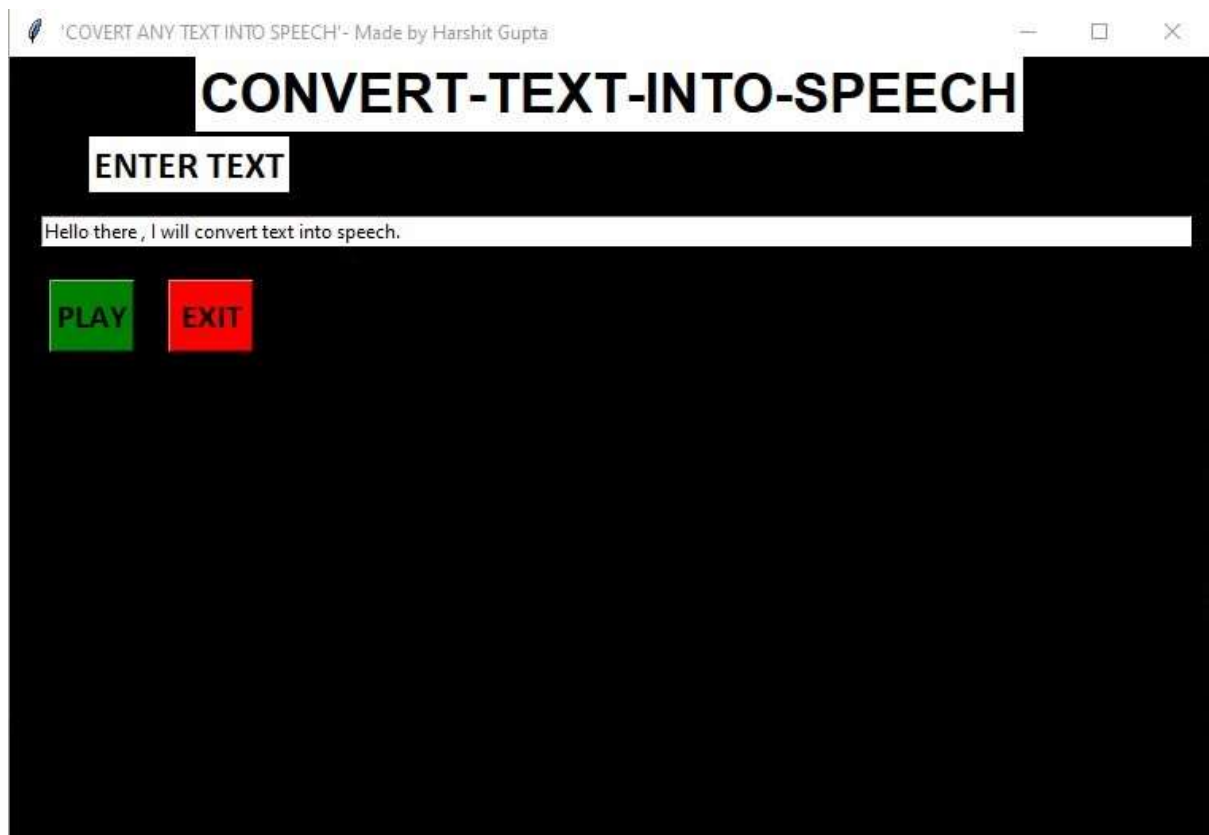 'COVERT ANY TEXT INTO SPEECH'- Made by Harshit Gupta
CONVERT-TEXT-INTO-SPEECH
ENTER TEXT
Hello there , I will convert text into speech.
PLAY EXIT